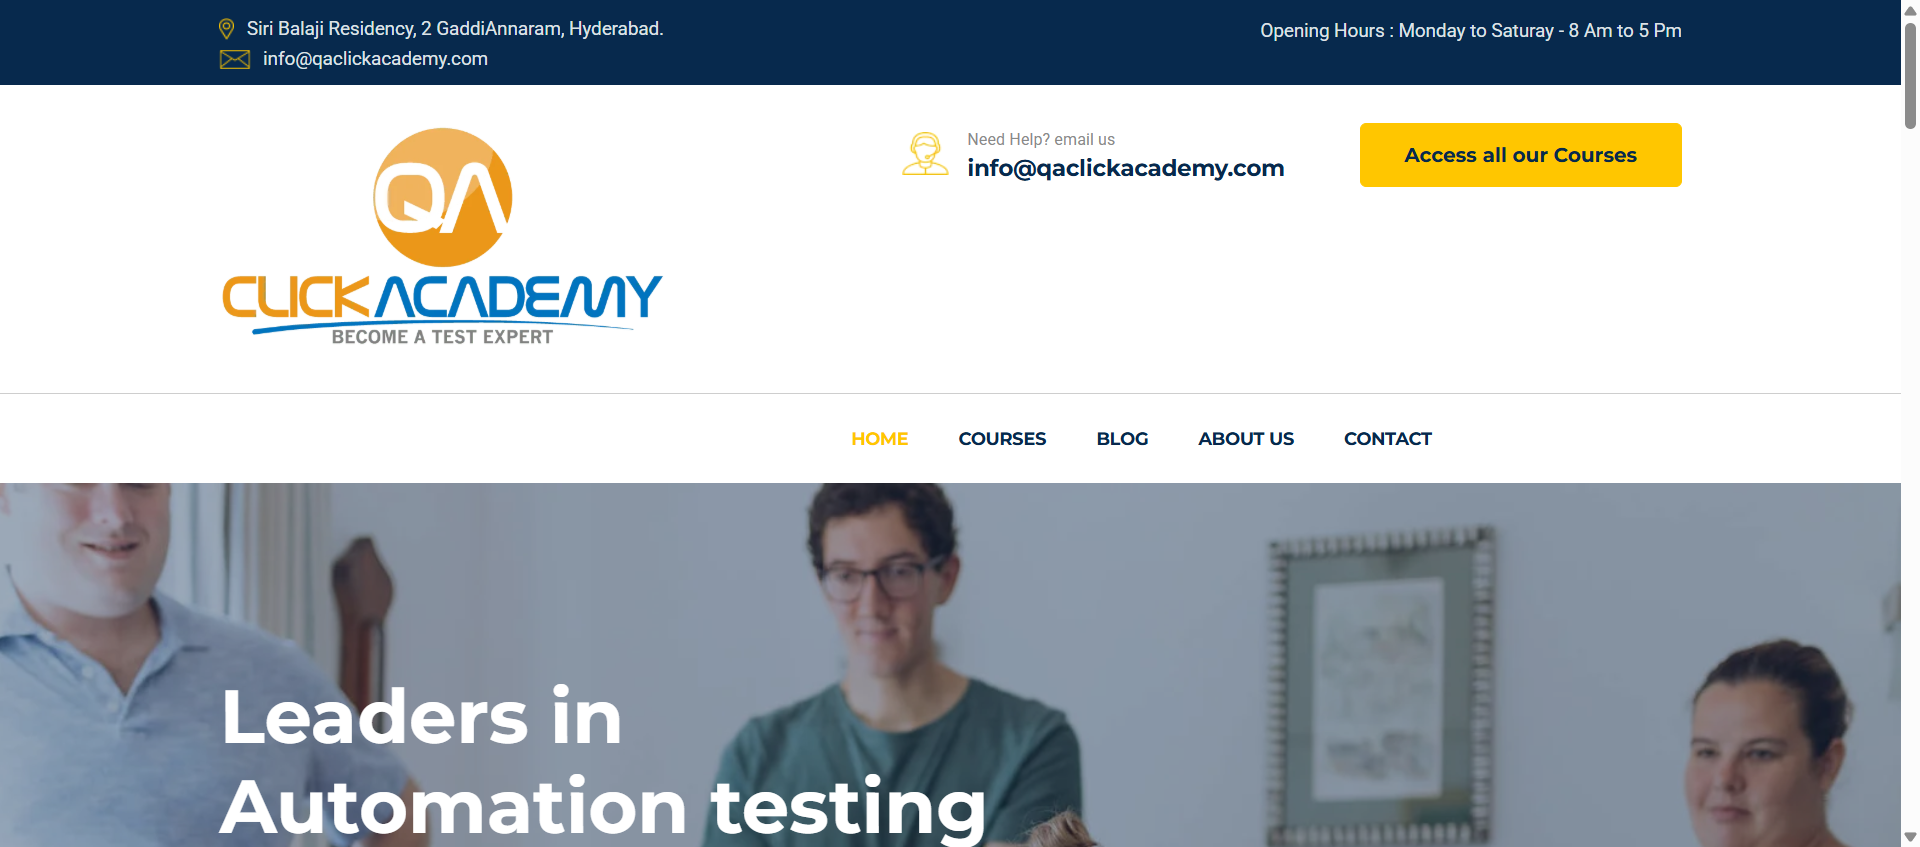 Siri Balaji Residency, 2 GaddiAnnaram, Hyderabad.
info@qaclickacademy.com
Opening Hours : Monday to Saturay - 8 Am to 5 Pm
QA
CLICKACADEMY
BECOME A TEST EXPERT
Need Help? email us
info@qaclickacademy.com
Access all our Courses
HOME COURSES BLOG ABOUT US CONTACT
Leaders in
Automation testing